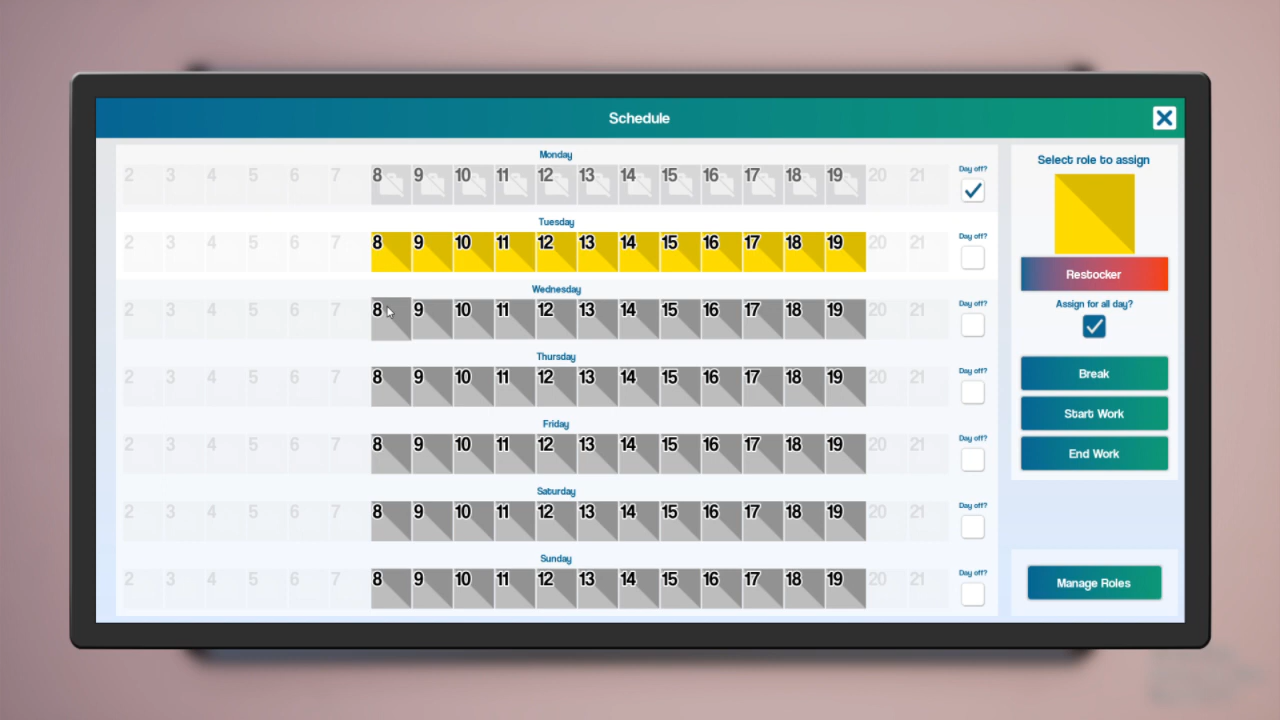 Schedule
Monday
2 3 4 5 6 7 8 9 10 11 12 13 14 15 16 17 18 19 20 21
Day off?
Tuesday
2 3 4 5 6 7 8 9 10 11 12 13 14 15 16 17 18 19 20 21
Day off?
Wednesday
2 3 4 5 6 7 8 9 10 11 12 13 14 15 16 17 18 19 20 21
Day off?
Thursday
2 3 4 5 6 7 8 9 10 11 12 13 14 15 16 17 18 19 20 21
Day off?
Friday
2 3 4 5 6 7 8 9 10 11 12 13 14 15 16 17 18 19 20 21
Day off?
Saturday
2 3 4 5 6 7 8 9 10 11 12 13 14 15 16 17 18 19 20 21
Day off?
Sunday
2 3 4 5 6 7 8 9 10 11 12 13 14 15 16 17 18 19 20 21
Day off?
Select role to assign
Restocker
Assign for all day?
Break
Start Work
End Work
Manage Roles